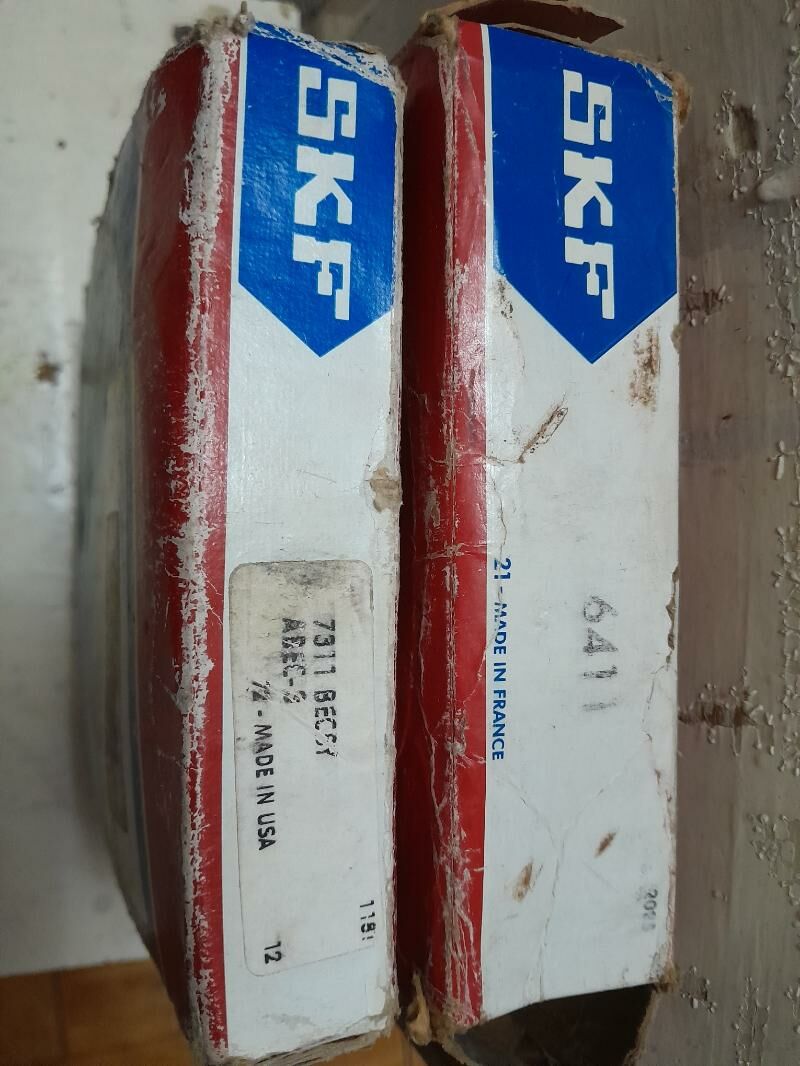 SKF
7311 BECBY
ABEC-3
72 - MADE IN USA
1181
12
SKF
6411
21 - MADE IN FRANCE